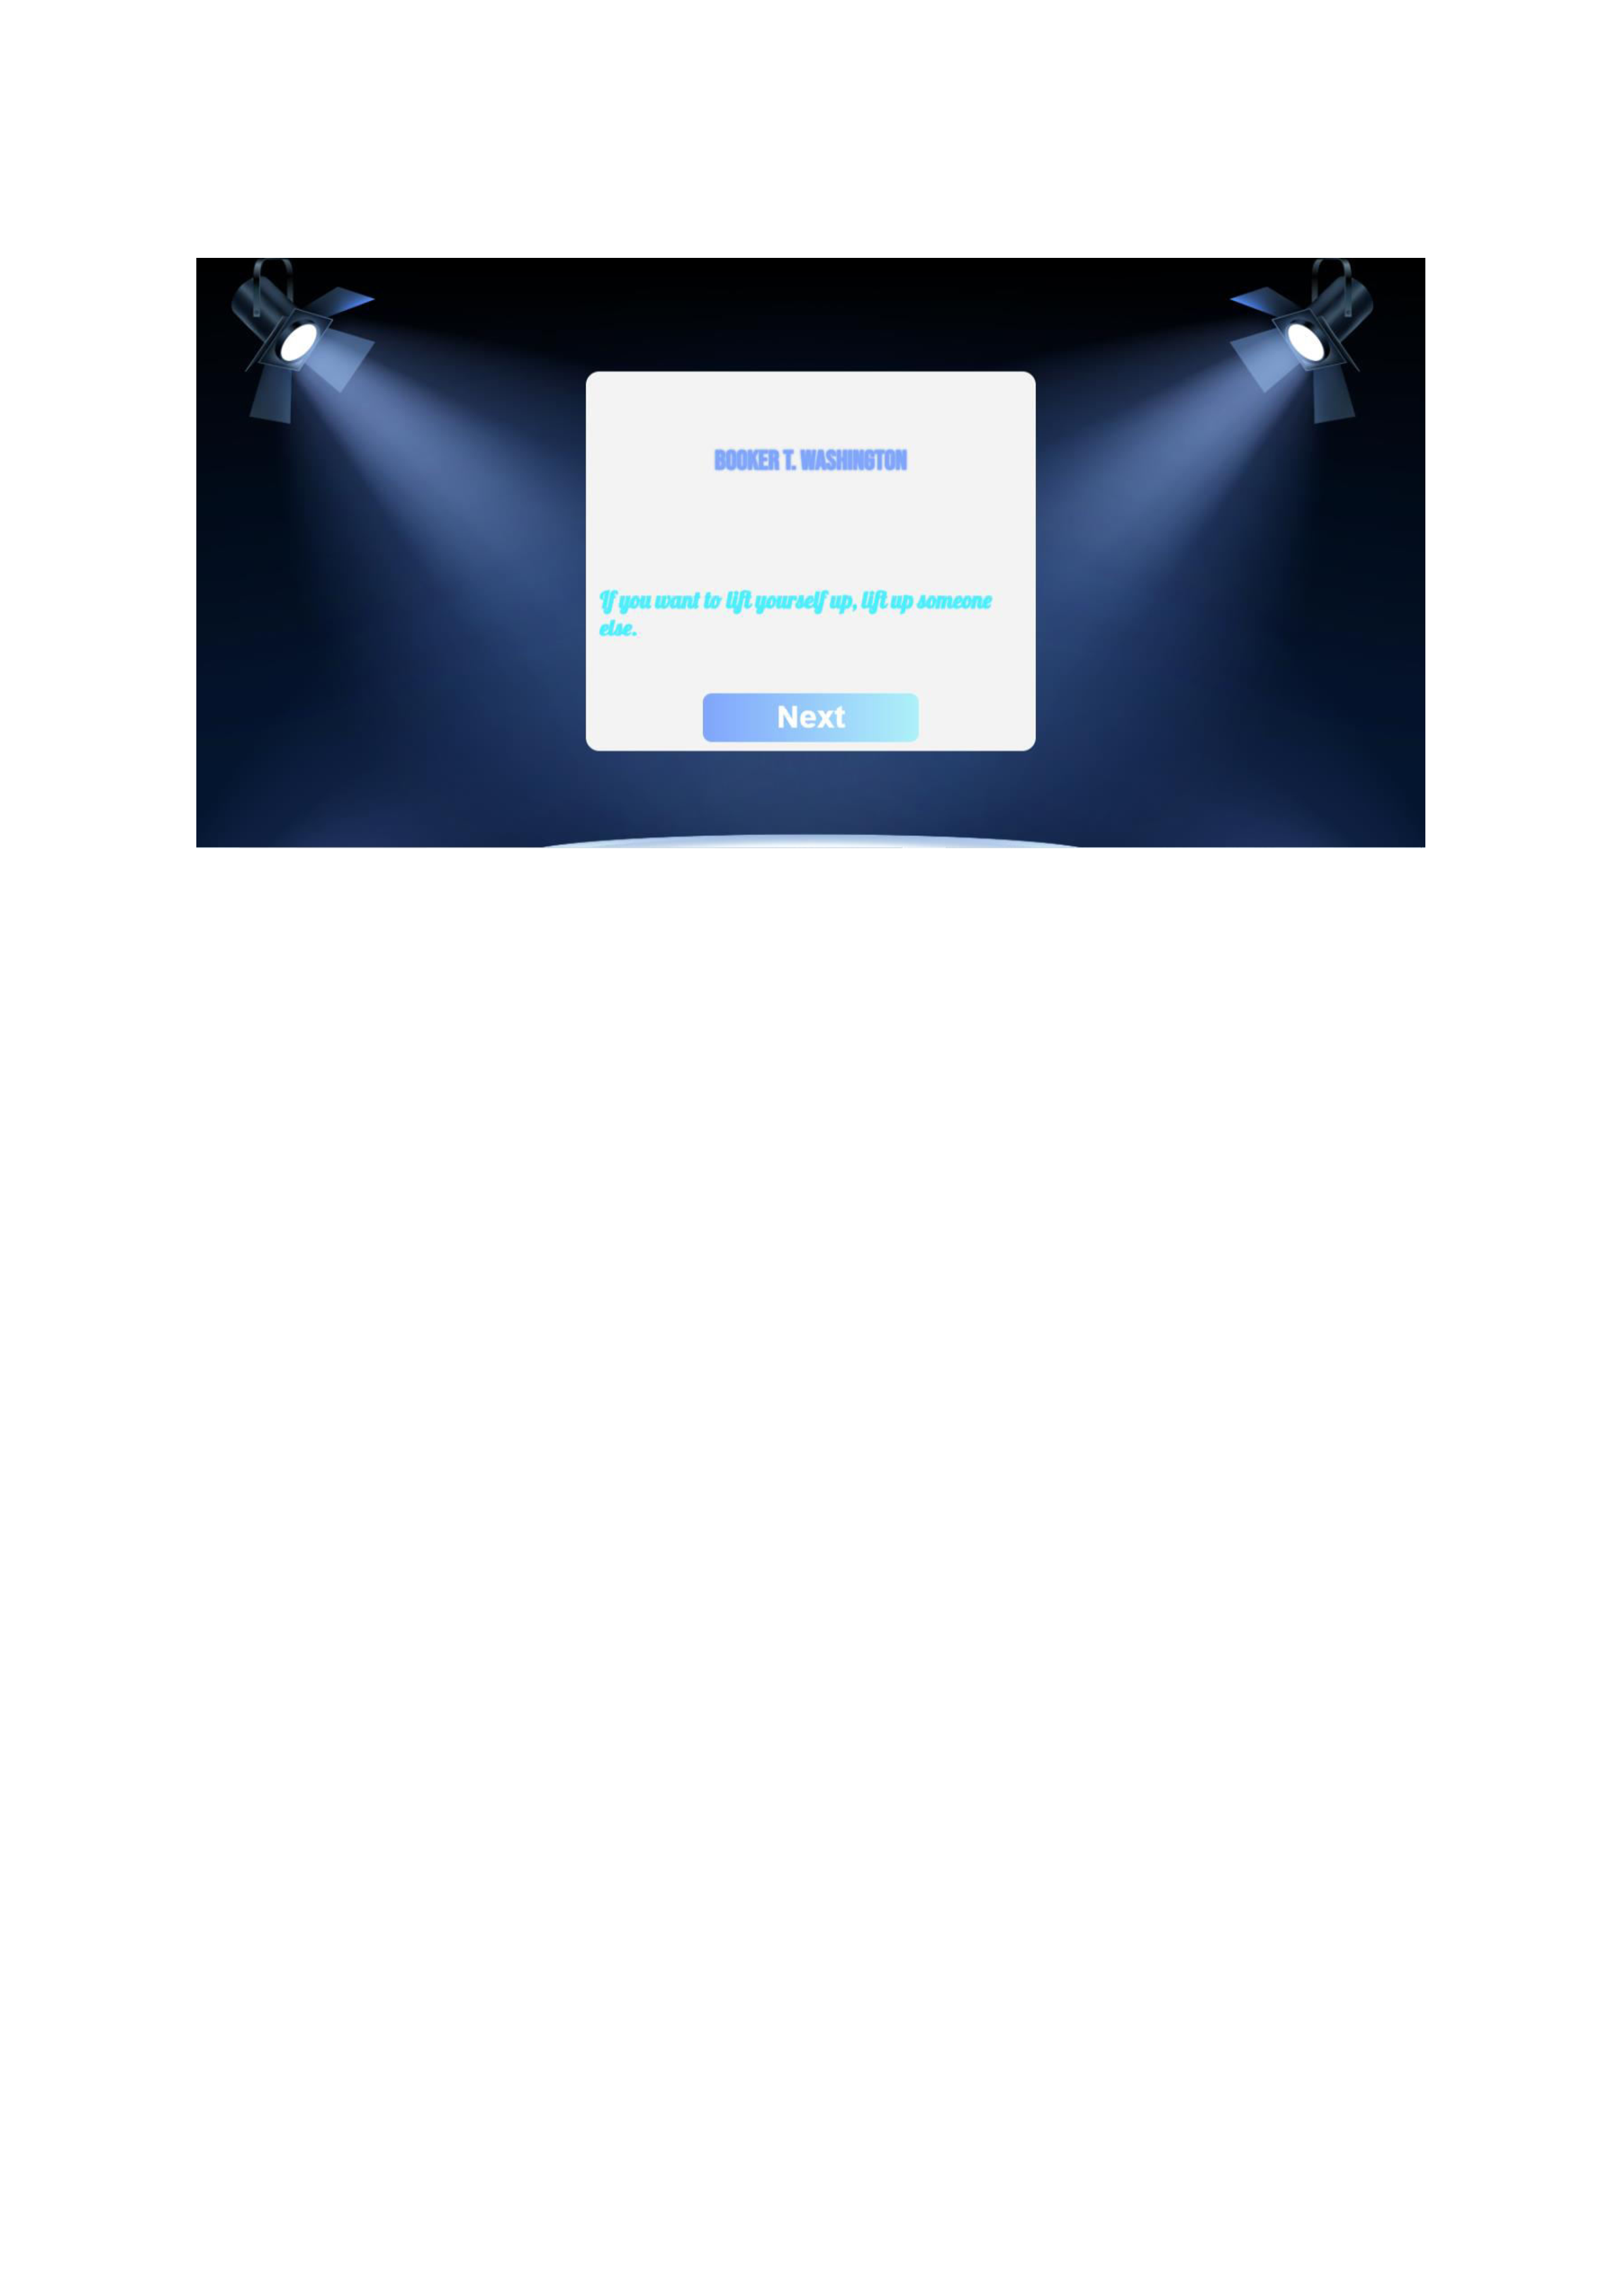 BOOKER T. WASHINGTON
If you want to lift yourself up, lift up someone
else.
Next